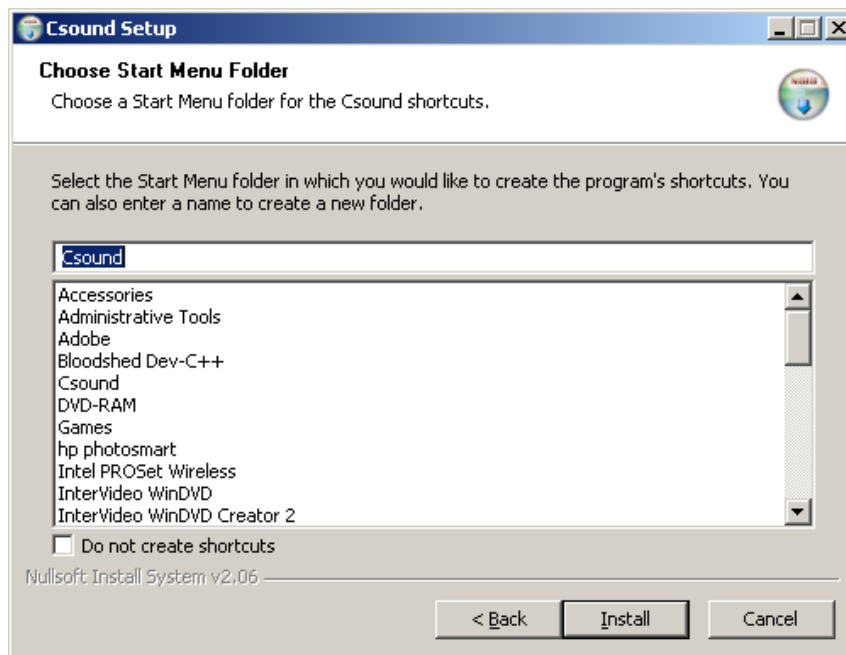 Csound Setup
Choose Start Menu Folder
Choose a Start Menu folder for the Csound shortcuts.
Select the Start Menu folder in which you would like to create the program's shortcuts. You
can also enter a name to create a new folder.
Csound
Accessories
Administrative Tools
Adobe
Bloodshed Dev-C++
Csound
DVD-RAM
Games
hp photosmart
Intel PROSet Wireless
InterVideo WinDVD
InterVideo WinDVD Creator 2
Do not create shortcuts
Nullsoft Install System v2.06
< Back Install Cancel